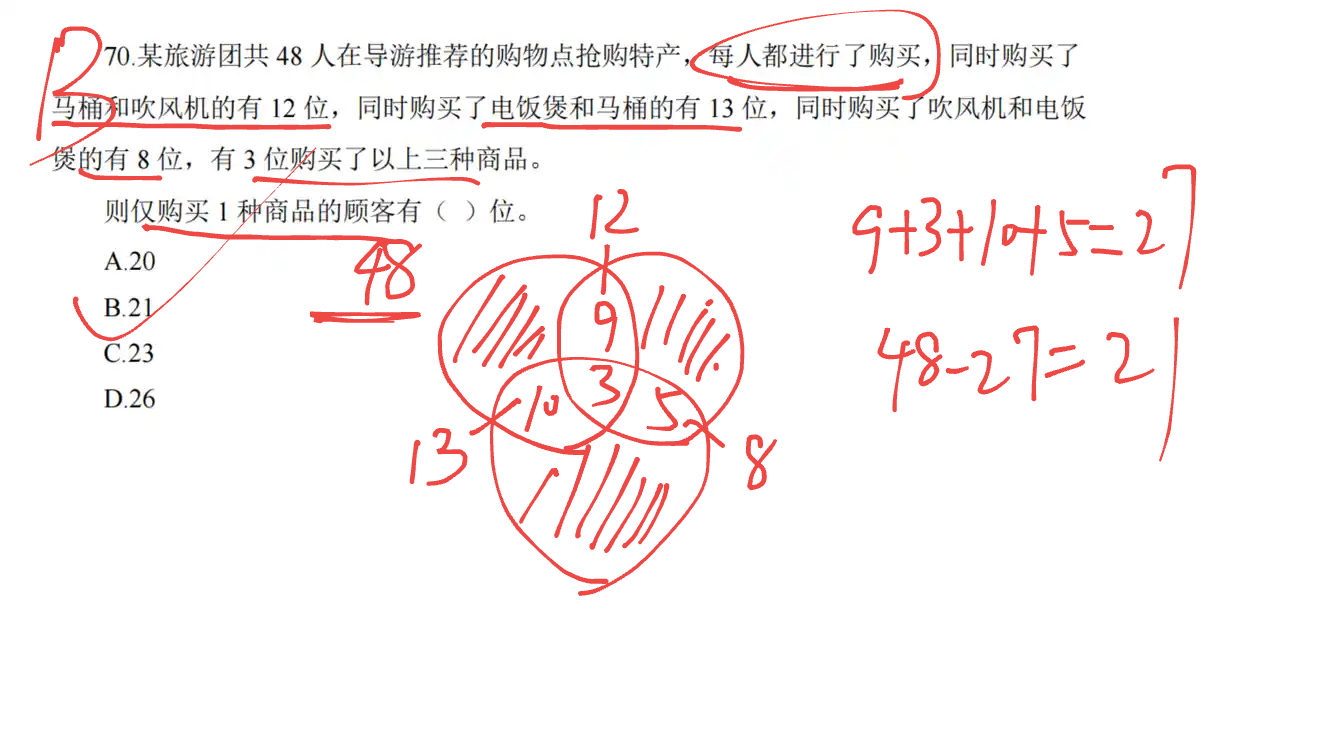 70.某旅游团共 48 人在导游推荐的购物点抢购特产，每人都进行了购买，同时购买了
马桶和吹风机的有 12 位，同时购买了电饭煲和马桶的有 13 位，同时购买了吹风机和电饭
煲的有 8 位，有 3 位购买了以上三种商品。
则仅购买 1 种商品的顾客有（ ）位。
A.20
B.21
C.23
D.26
48
12
9
3
10
5
13
8
9+3+10+5=27
48-27=21